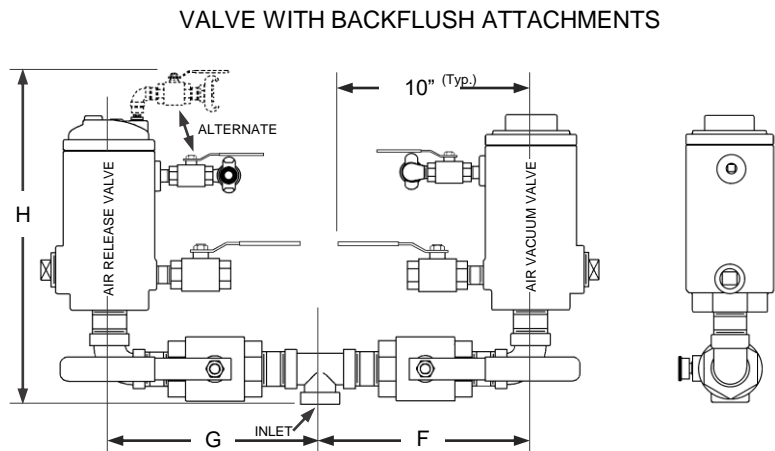 VALVE WITH BACKFLUSH ATTACHMENTS
10" (Typ.)
ALTERNATE
H
AIR RELEASE VALVE
AIR VACUUM VALVE
G
INLET
F